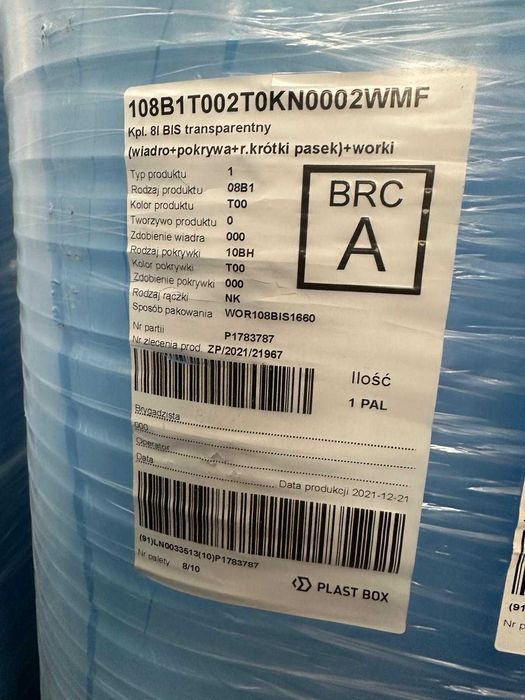 108B1T002T0KN0002WMF
Kpl. 8l BIS transparentny
(wiadro+pokrywa+r.krótki pasek)+worki
Typ produktu 1
Rodzaj produktu 08B1
Kolor produktu T00
Tworzywo produktu 0
Zdobienie wiadra 000
Rodzaj pokrywki 10BH
Kolor pokrywki T00
Zdobienie pokrywki 000
Rodzaj rączki NK
Sposób pakowania WOR108BIS1660
Nr partii P1783787
Nr zlecenia prod. ZP/2021/21967
BRC
A
Ilość
1 PAL
Brygadzista
000
Operator
Data
Data produkcji 2021-12-21
(91)LN0033513(10)P1783787
Nr palety 8/10
PLAST BOX
(91
Nr p